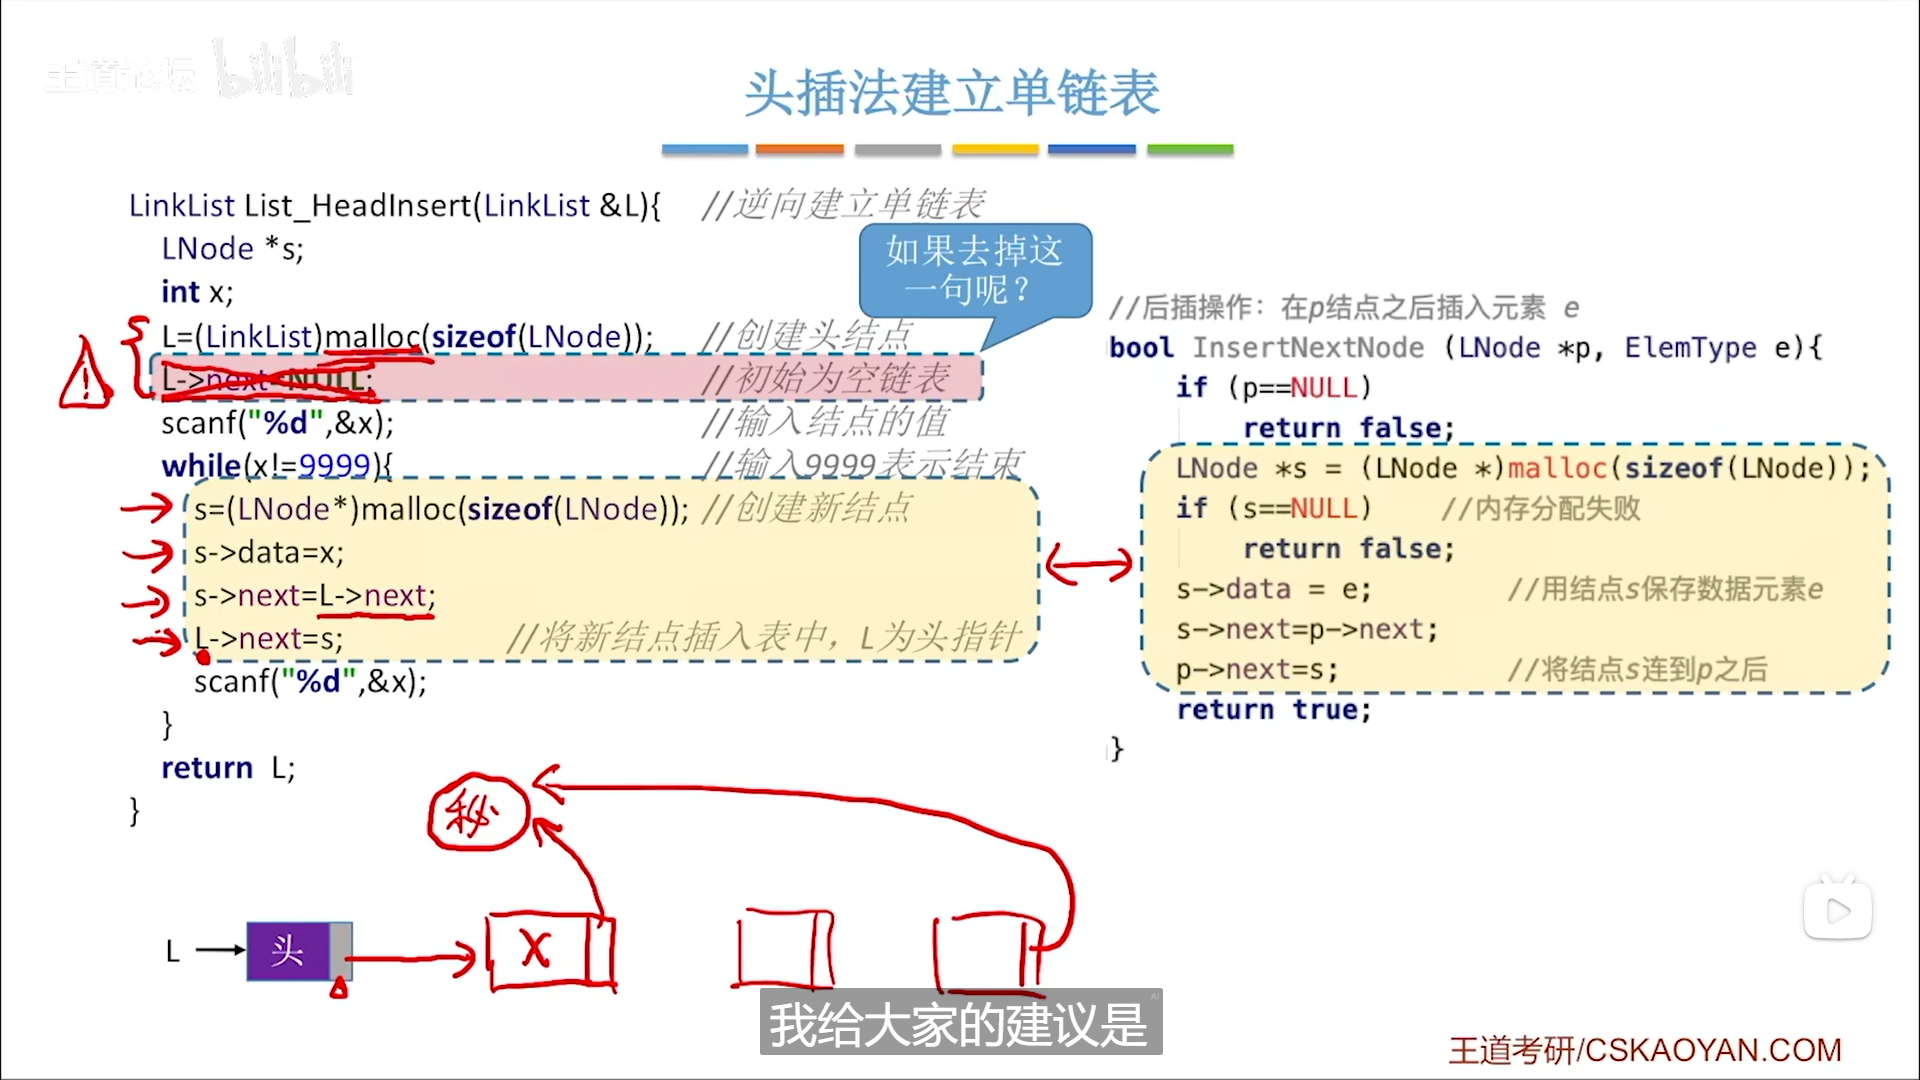 王道论坛 bilibili
头插法建立单链表
LinkList List_HeadInsert(LinkList &L){ //逆向建立单链表
LNode *s;
int x;
L=(LinkList)malloc(sizeof(LNode)); //创建头结点
L->next=NULL; //初始为空链表
scanf("%d",&x); //输入结点的值
while(x!=9999){ //输入9999表示结束
s=(LNode*)malloc(sizeof(LNode)); //创建新结点
s->data=x;
s->next=L->next;
L->next=s; //将新结点插入表中，L为头指针
scanf("%d",&x);
}
return L;
}
如果去掉这
一句呢？
//后插操作：在p结点之后插入元素 e
bool InsertNextNode (LNode *p, ElemType e){
if (p==NULL)
return false;
LNode *s = (LNode *)malloc(sizeof(LNode));
if (s==NULL) //内存分配失败
return false;
s->data = e; //用结点s保存数据元素e
s->next=p->next;
p->next=s; //将结点s连到p之后
return true;
}
!
秘
L 头 X
我给大家的建议是
AI
王道考研/CSKAOYAN.COM